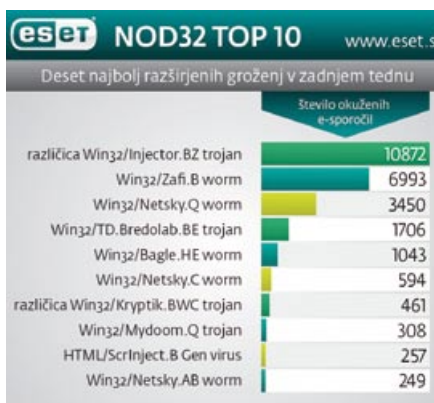 eset NOD32 TOP 10 www.eset.s
Deset najbolj razširjenih groženj v zadnjem tednu
število okuženih
e-sporočil
različica Win32/Injector.BZ trojan 10872
Win32/Zafi.B worm 6993
Win32/Netsky.Q worm 3450
Win32/TD.Bredolab.BE trojan 1706
Win32/Bagle.HE worm 1043
Win32/Netsky.C worm 594
različica Win32/Kryptik.BWC trojan 461
Win32/Mydoom.Q trojan 308
HTML/ScrInject.B Gen virus 257
Win32/Netsky.AB worm 249